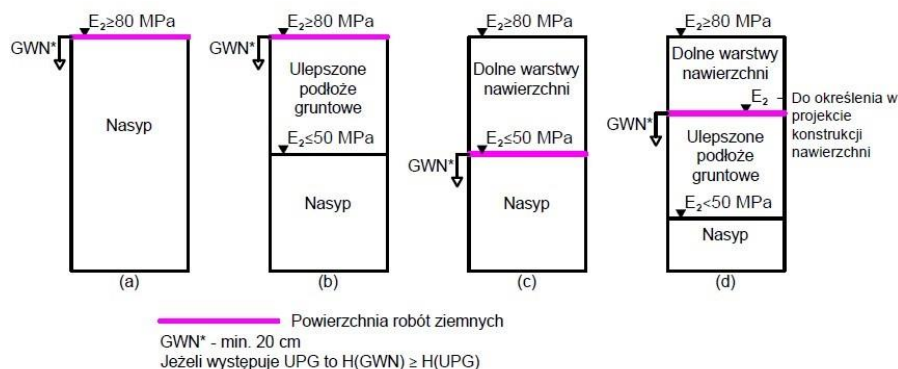 E₂≥80 MPa
GWN*
Nasyp
(a)
E₂≥80 MPa
GWN*
Ulepszone
podłoże
gruntowe
E₂≤50 MPa
Nasyp
(b)
E₂≥80 MPa
Dolne warstwy
nawierzchni
E₂≤50 MPa
GWN*
Nasyp
(c)
E₂≥80 MPa
Dolne warstwy
nawierzchni
E₂ - Do określenia w
projekcie
konstrukcji
nawierzchni
GWN*
Ulepszone
podłoże
gruntowe
E₂<50 MPa
Nasyp
(d)
Powierzchnia robót ziemnych
GWN* - min. 20 cm
Jeżeli występuje UPG to H(GWN) ≥ H(UPG)